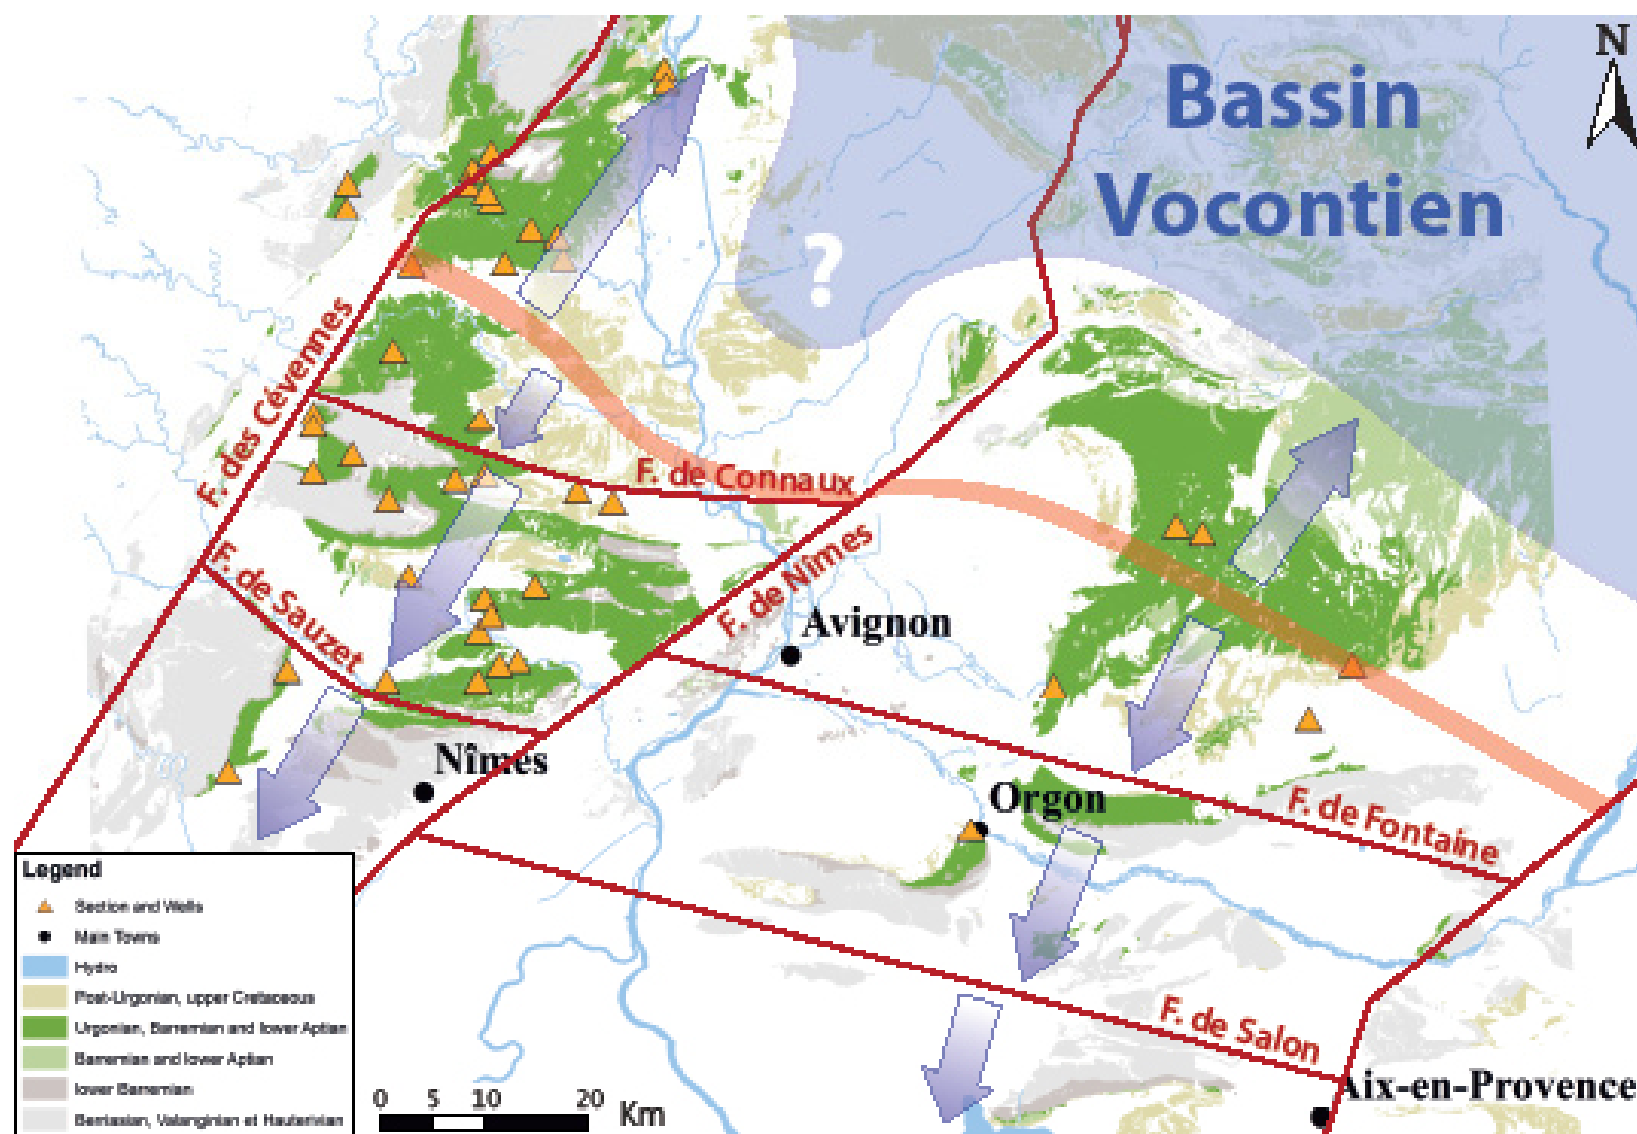 N
Bassin
Vocontien
?
F. des Cévennes
F. de Connaux
F. de Nîmes
F. de Sauzet
Avignon
Nîmes
Orgon
F. de Fontaine
F. de Salon
Aix-en-Provence
Legend
Section and Wells
Main Towns
Hydro
Post-Urgonian, upper Cretaceous
Urgonian, Barremian and lower Aptian
Barremian and lower Aptian
lower Barremian
Berriasian, Valanginian et Hauterivian
0 5 10 20 Km